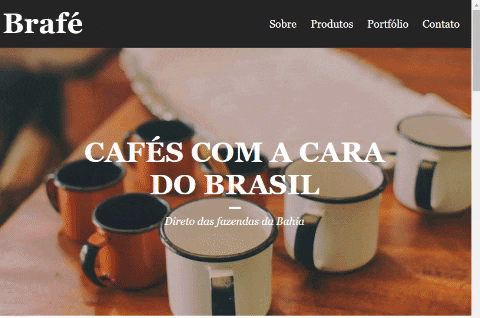 Brafé
Sobre Produtos Portfólio Contato
CAFÉS COM A CARA
DO BRASIL
Direto das fazendas da Bahia